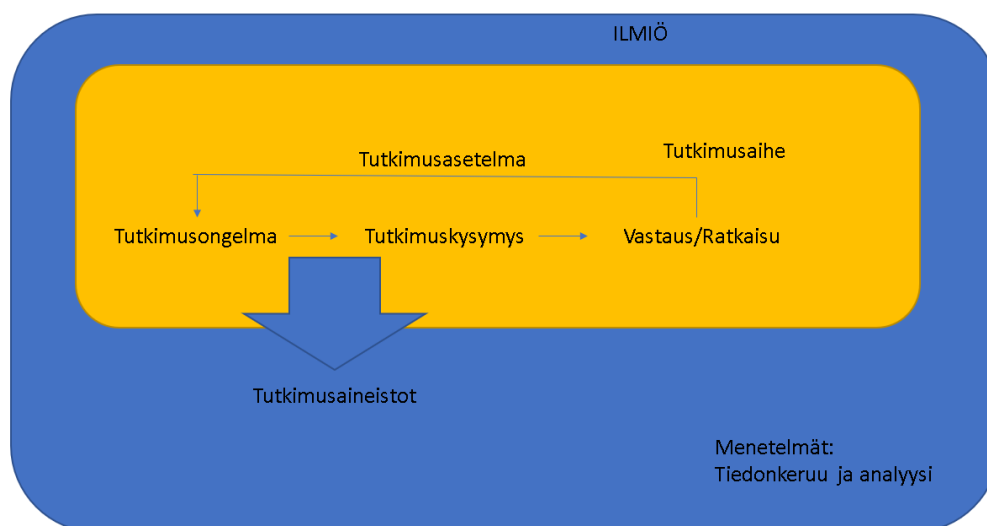 ILMIÖ
Tutkimusasetelma
Tutkimusaihe
Tutkimusongelma
Tutkimuskysymys
Vastaus/Ratkaisu
Tutkimusaineistot
Menetelmät:
Tiedonkeruu ja analyysi